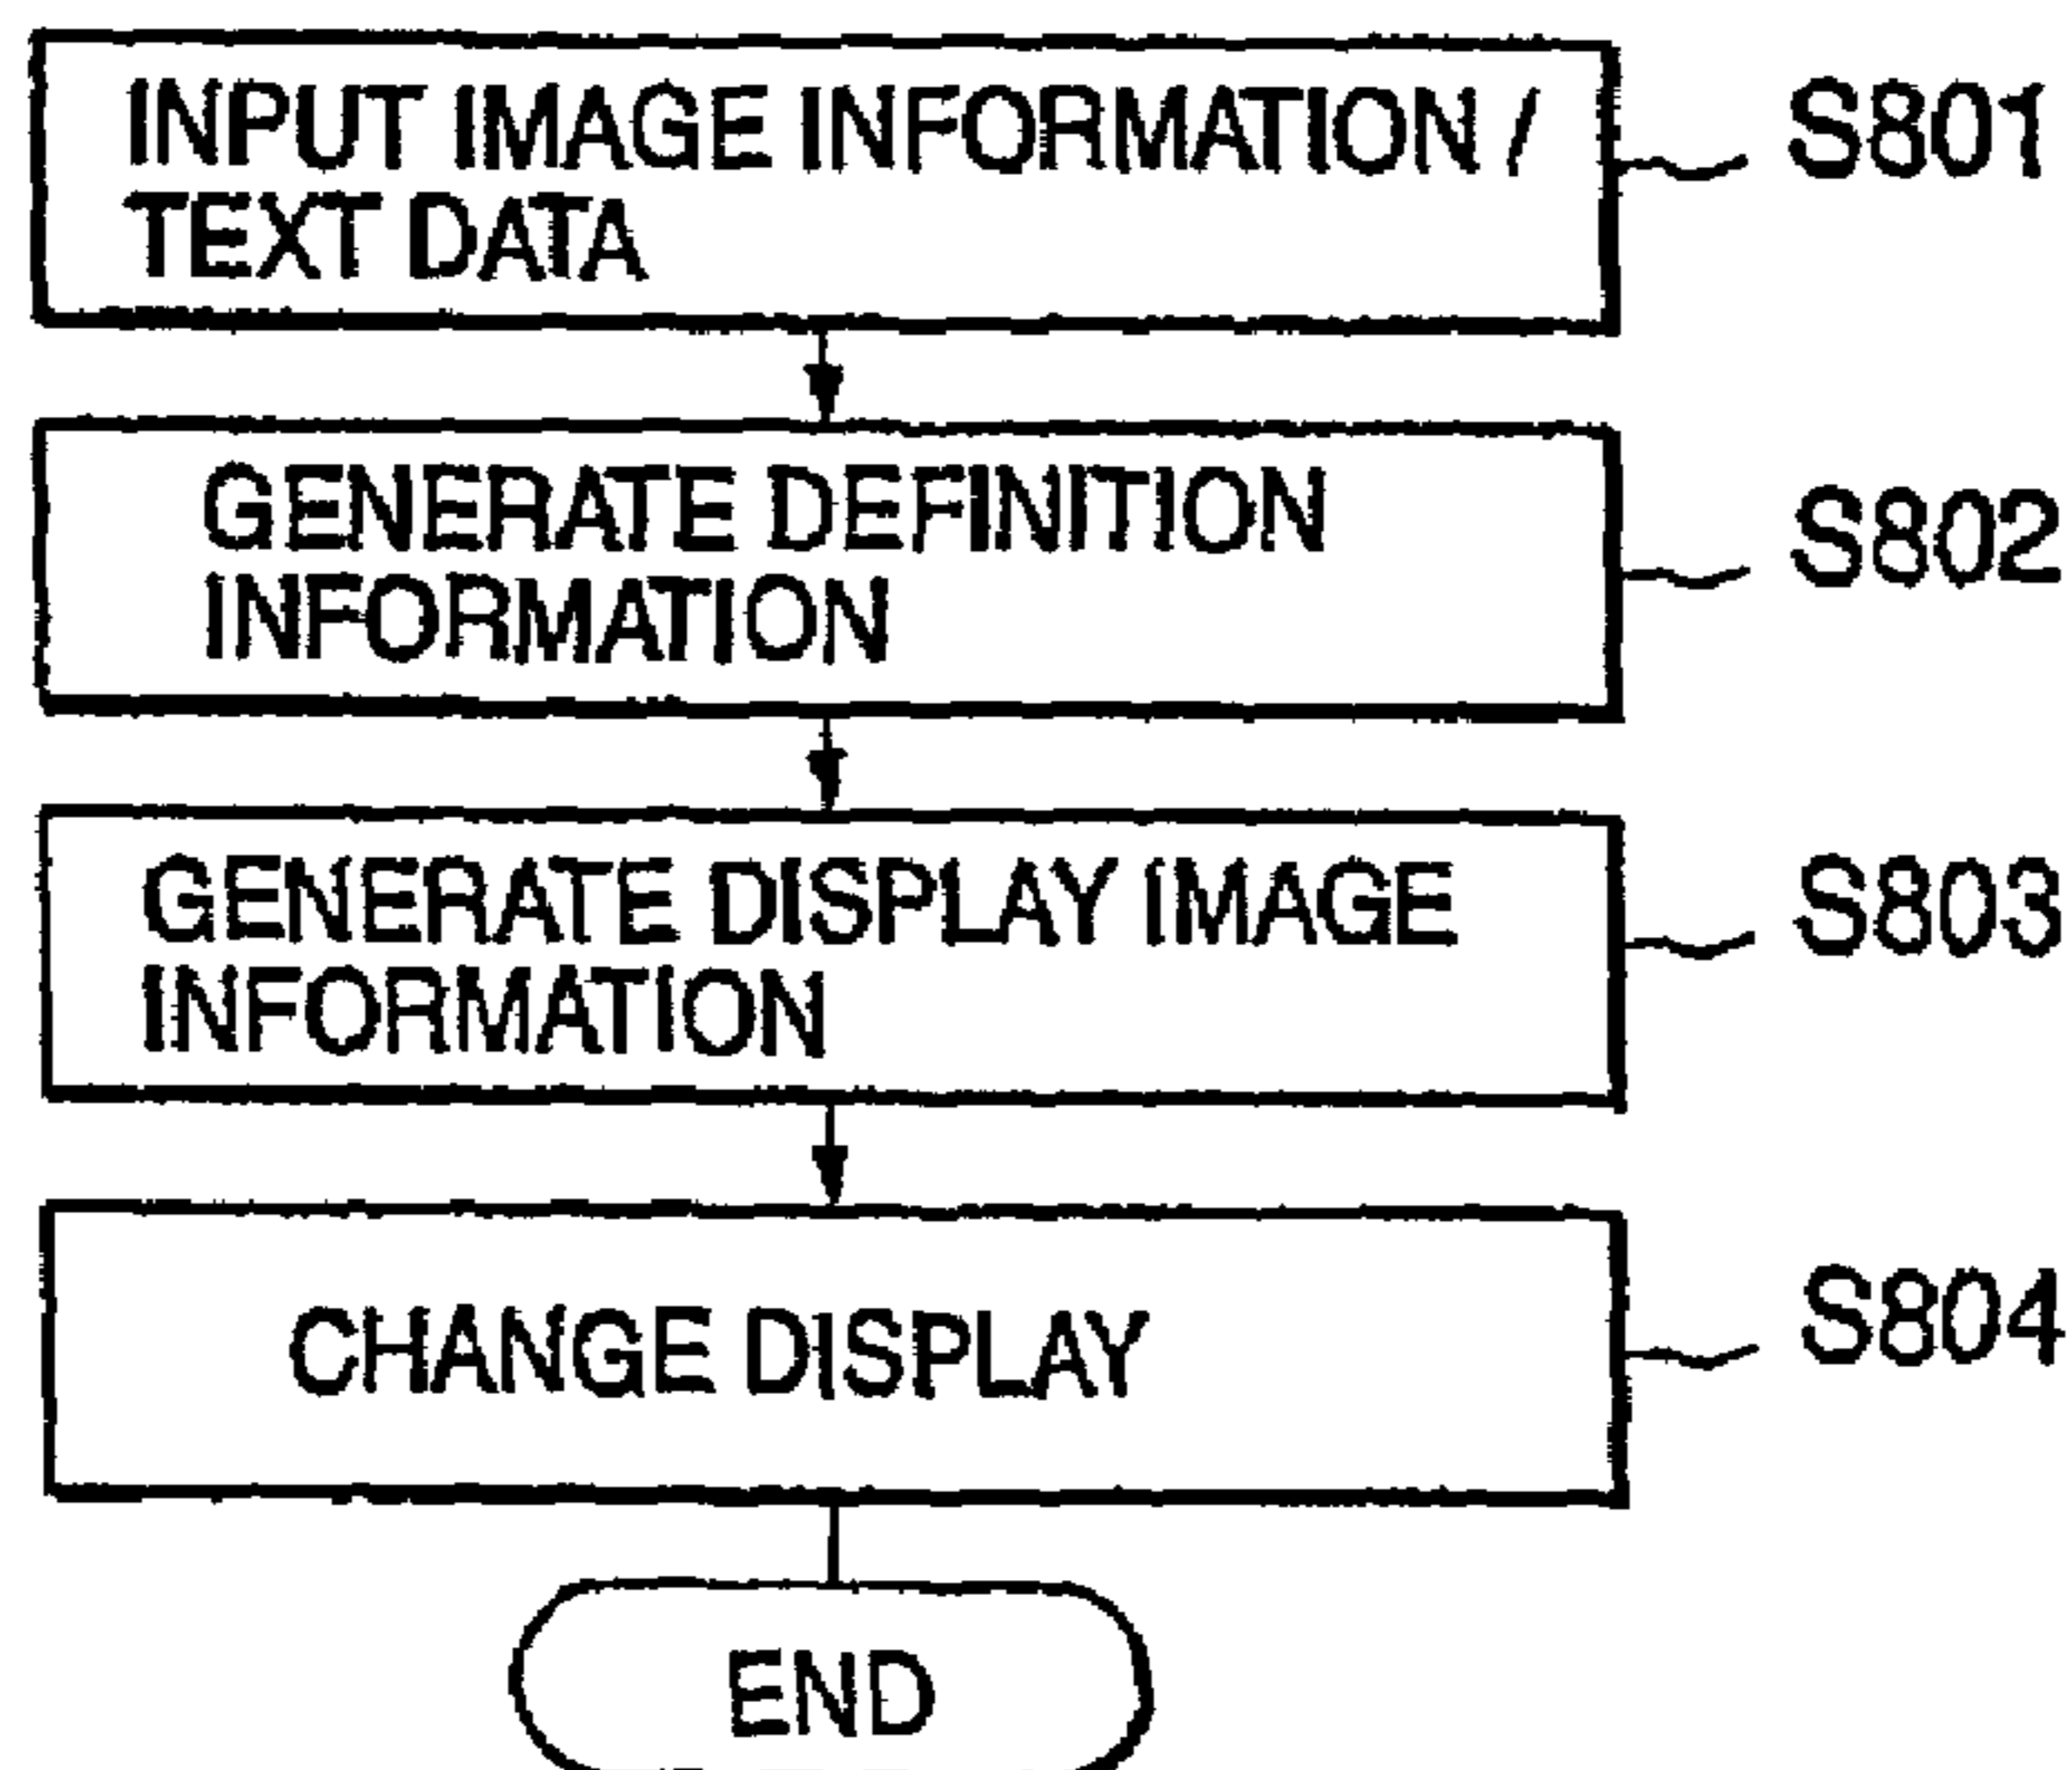 INPUT IMAGE INFORMATION /
TEXT DATA
S801
GENERATE DEFINITION
INFORMATION
S802
GENERATE DISPLAY IMAGE
INFORMATION
S803
CHANGE DISPLAY
S804
END